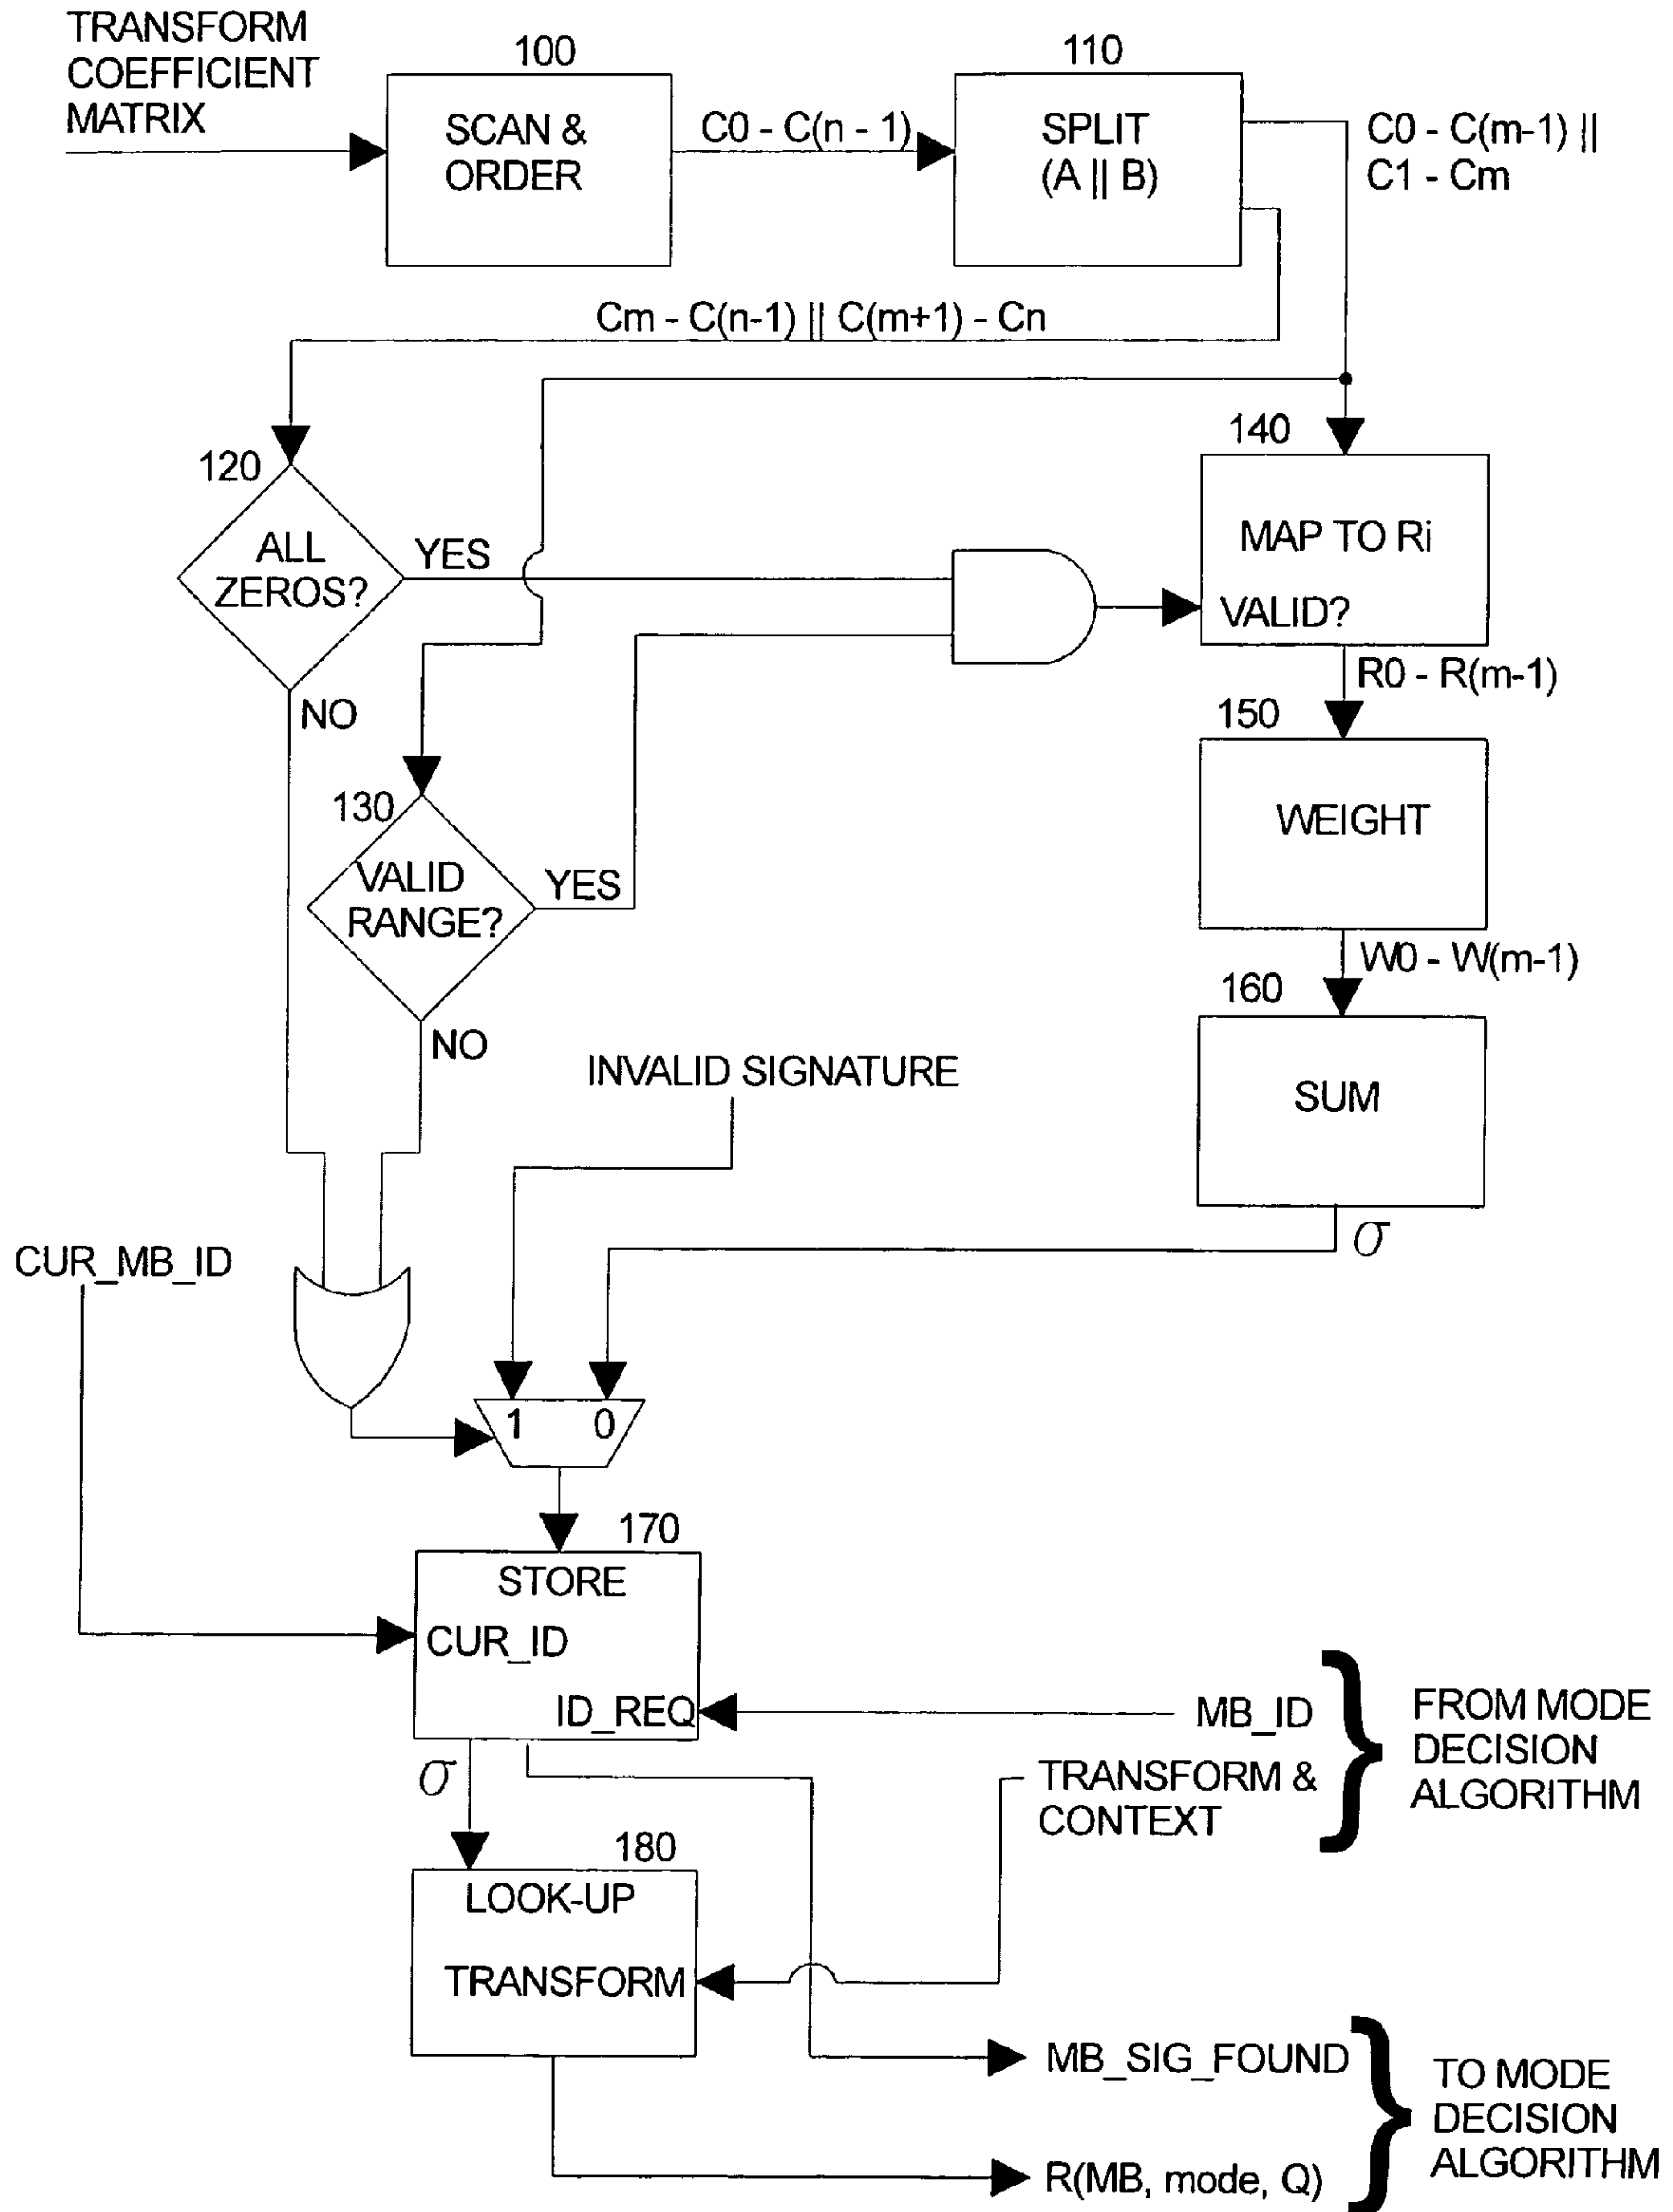 TRANSFORM
COEFFICIENT
MATRIX
100
SCAN &
ORDER
C0 - C(n - 1)
110
SPLIT
(A || B)
C0 - C(m-1) ||
C1 - Cm
Cm - C(n-1) || C(m+1) - Cn
120
ALL
ZEROS?
YES
NO
140
MAP TO Ri
VALID?
R0 - R(m-1)
130
VALID
RANGE?
YES
NO
150
WEIGHT
W0 - W(m-1)
160
SUM
σ
INVALID SIGNATURE
CUR_MB_ID
1 0
170
STORE
CUR_ID
ID_REQ
MB_ID
TRANSFORM &
CONTEXT
FROM MODE
DECISION
ALGORITHM
σ
180
LOOK-UP
TRANSFORM
MB_SIG_FOUND
R(MB, mode, Q)
TO MODE
DECISION
ALGORITHM